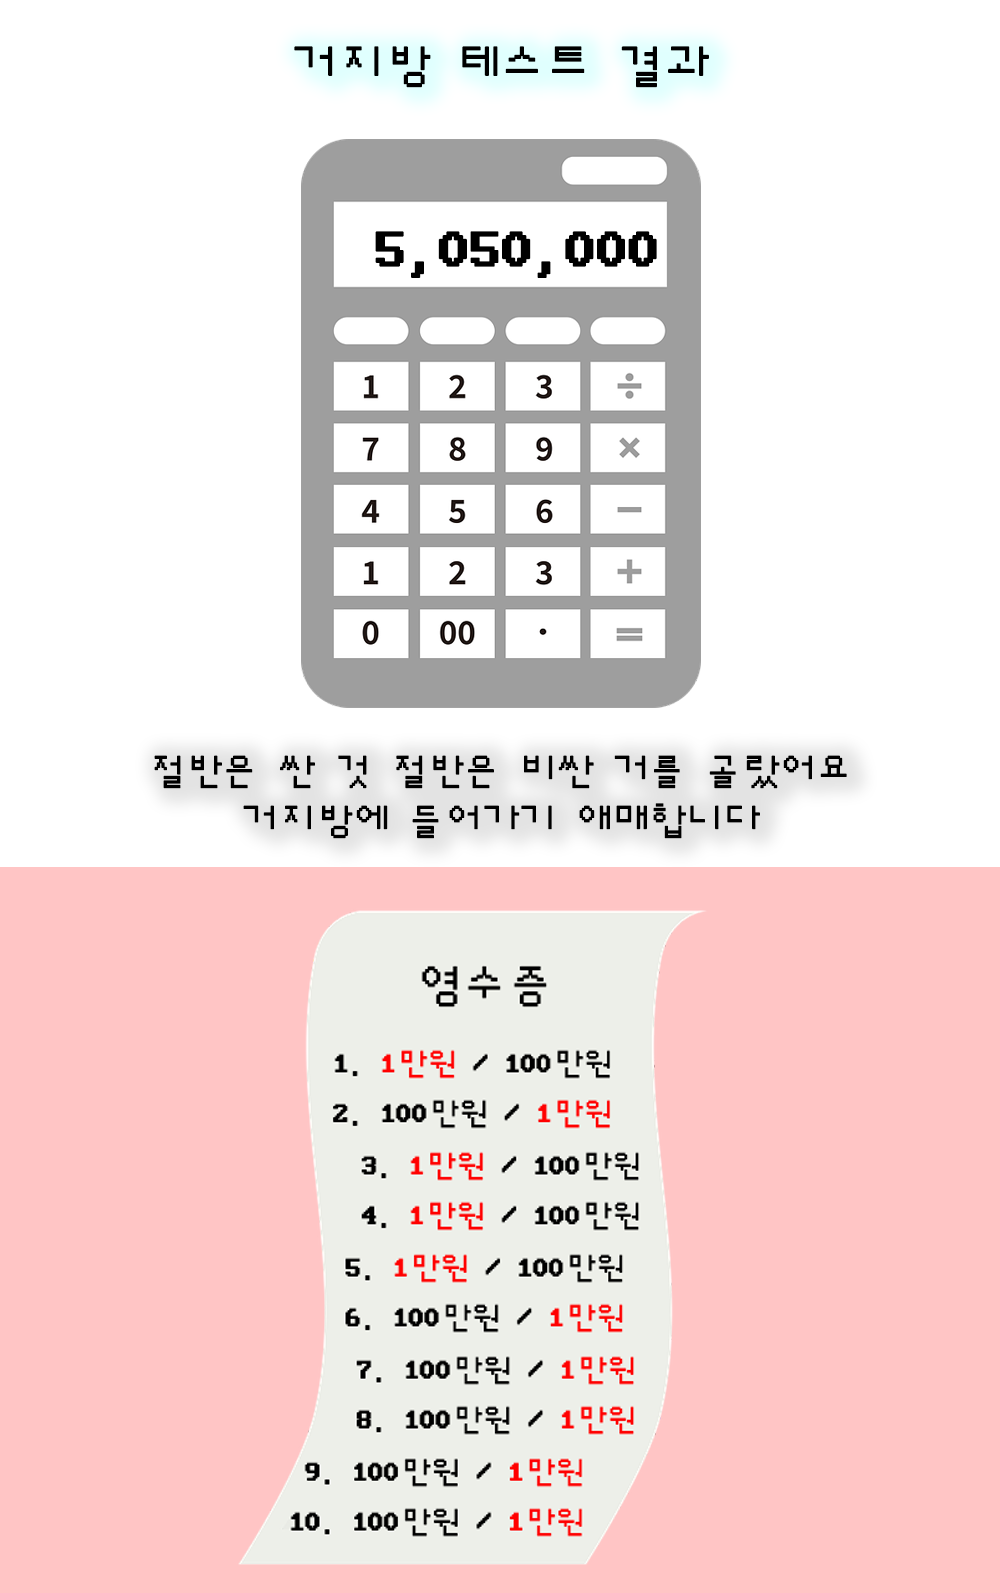 거지방 테스트 결과
5,050,000
1 2 3 ÷
7 8 9 ×
4 5 6 −
1 2 3 +
0 00 · =
절반은 싼 것 절반은 비싼 거를 골랐어요
거지방에 들어가기 애매합니다
영수증
1. 1만원 / 100만원
2. 100만원 / 1만원
3. 1만원 / 100만원
4. 1만원 / 100만원
5. 1만원 / 100만원
6. 100만원 / 1만원
7. 100만원 / 1만원
8. 100만원 / 1만원
9. 100만원 / 1만원
10. 100만원 / 1만원